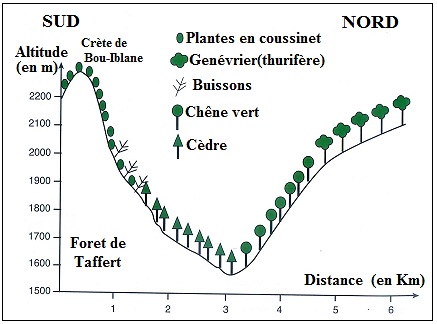 SUD
NORD
Altitude
(en m)
Crète de
Bou-Iblane
Plantes en coussinet
Genévrier(thurifère)
Buissons
Chêne vert
Cèdre
2200
2100
2000
1900
1800
1700
1600
1500
Foret de
Taffert
Distance (en Km)
1
2
3
4
5
6